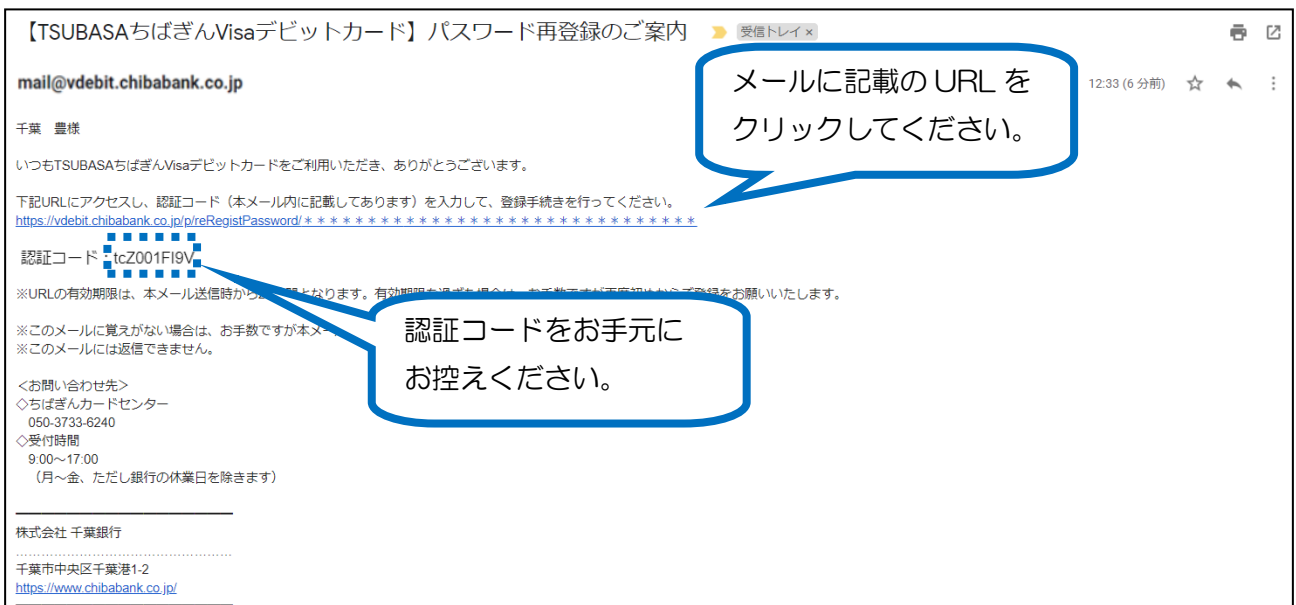 【TSUBASAちばぎんVisaデビットカード】パスワード再登録のご案内 受信トレイ ×
mail@vdebit.chibabank.co.jp
12:33 (6 分前)
メールに記載の URL を
クリックしてください。
千葉　豊様
いつもTSUBASAちばぎんVisaデビットカードをご利用いただき、ありがとうございます。
下記URLにアクセスし、認証コード（本メール内に記載してあります）を入力して、登録手続きを行ってください。
https://vdebit.chibabank.co.jp/p/reRegistPassword/＊＊＊＊＊＊＊＊＊＊＊＊＊＊＊＊＊＊＊＊＊＊＊＊＊＊＊＊＊＊＊
認証コード：tcZ001FI9V
※URLの有効期限は、本メール送信時から となります。
お願いいたします。
認証コードをお手元に
お控えください。
※このメールに覚えがない場合は、お手数ですが本メ
※このメールには返信できません。
＜お問い合わせ先＞
◇ちばぎんカードセンター
050-3733-6240
◇受付時間
9:00～17:00
（月～金、ただし銀行の休業日を除きます）
株式会社 千葉銀行
千葉市中央区千葉港1-2
https://www.chibabank.co.jp/